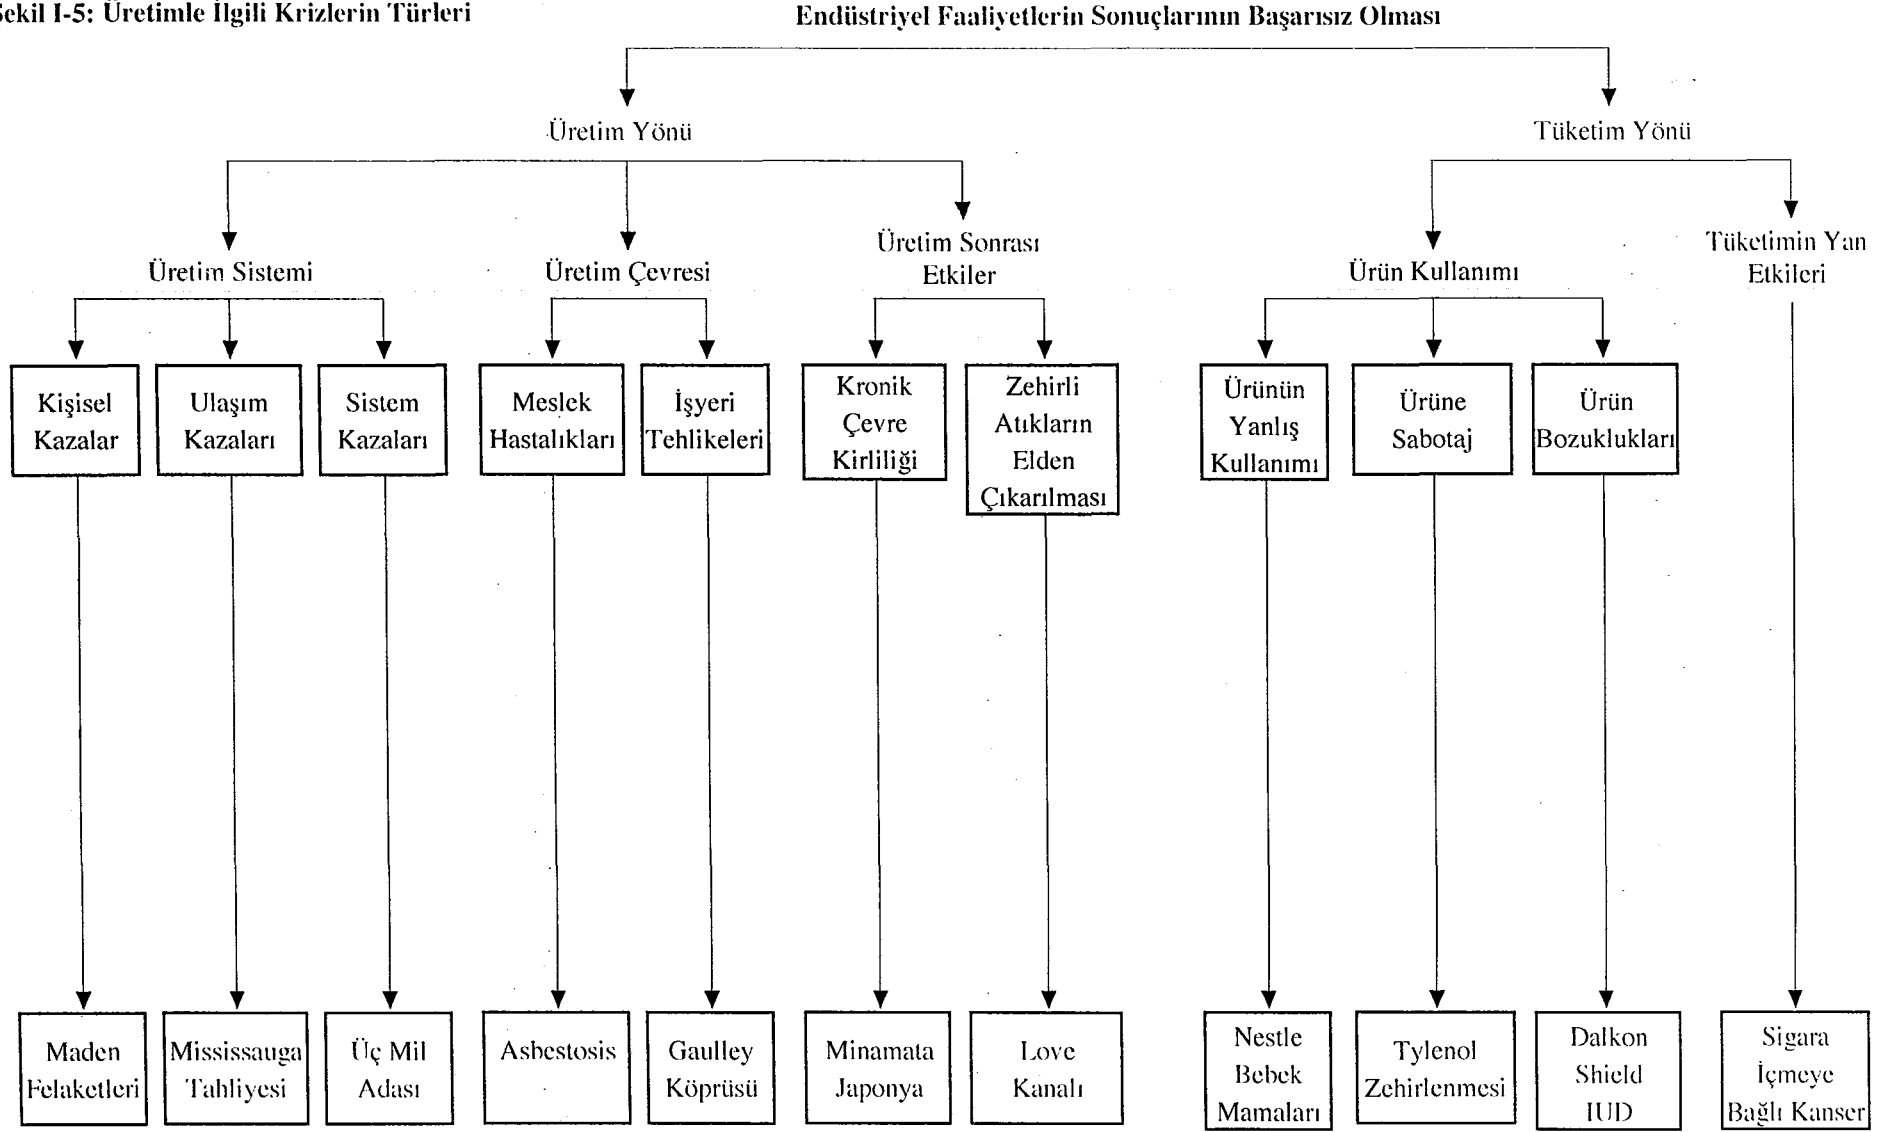 Şekil I-5: Üretimle İlgili Krizlerin Türleri
Endüstriyel Faaliyetlerin Sonuçlarının Başarısız Olması
Üretim Yönü
Tüketim Yönü
Üretim Sistemi
Üretim Çevresi
Üretim Sonrası
Etkiler
Ürün Kullanımı
Tüketimin Yan
Etkileri
Kişisel
Kazalar
Ulaşım
Kazaları
Sistem
Kazaları
Meslek
Hastalıkları
İşyeri
Tehlikeleri
Kronik
Çevre
Kirliliği
Zehirli
Atıkların
Elden
Çıkarılması
Ürünün
Yanlış
Kullanımı
Ürüne
Sabotaj
Ürün
Bozuklukları
Maden
Felaketleri
Mississauga
Tahliyesi
Üç Mil
Adası
Asbestosis
Gaulley
Köprüsü
Minamata
Japonya
Love
Kanalı
Nestle
Bebek
Mamaları
Tylenol
Zehirlenmesi
Dalkon
Shield
IUD
Sigara
İçmeye
Bağlı Kanser